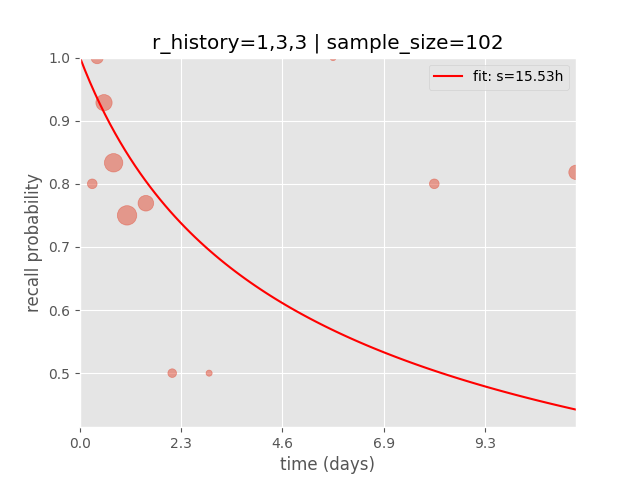 r_history=1,3,3 | sample_size=102
fit: s=15.53h
1.0
0.9
0.8
0.7
0.6
0.5
recall probability
0.0 2.3 4.6 6.9 9.3
time (days)